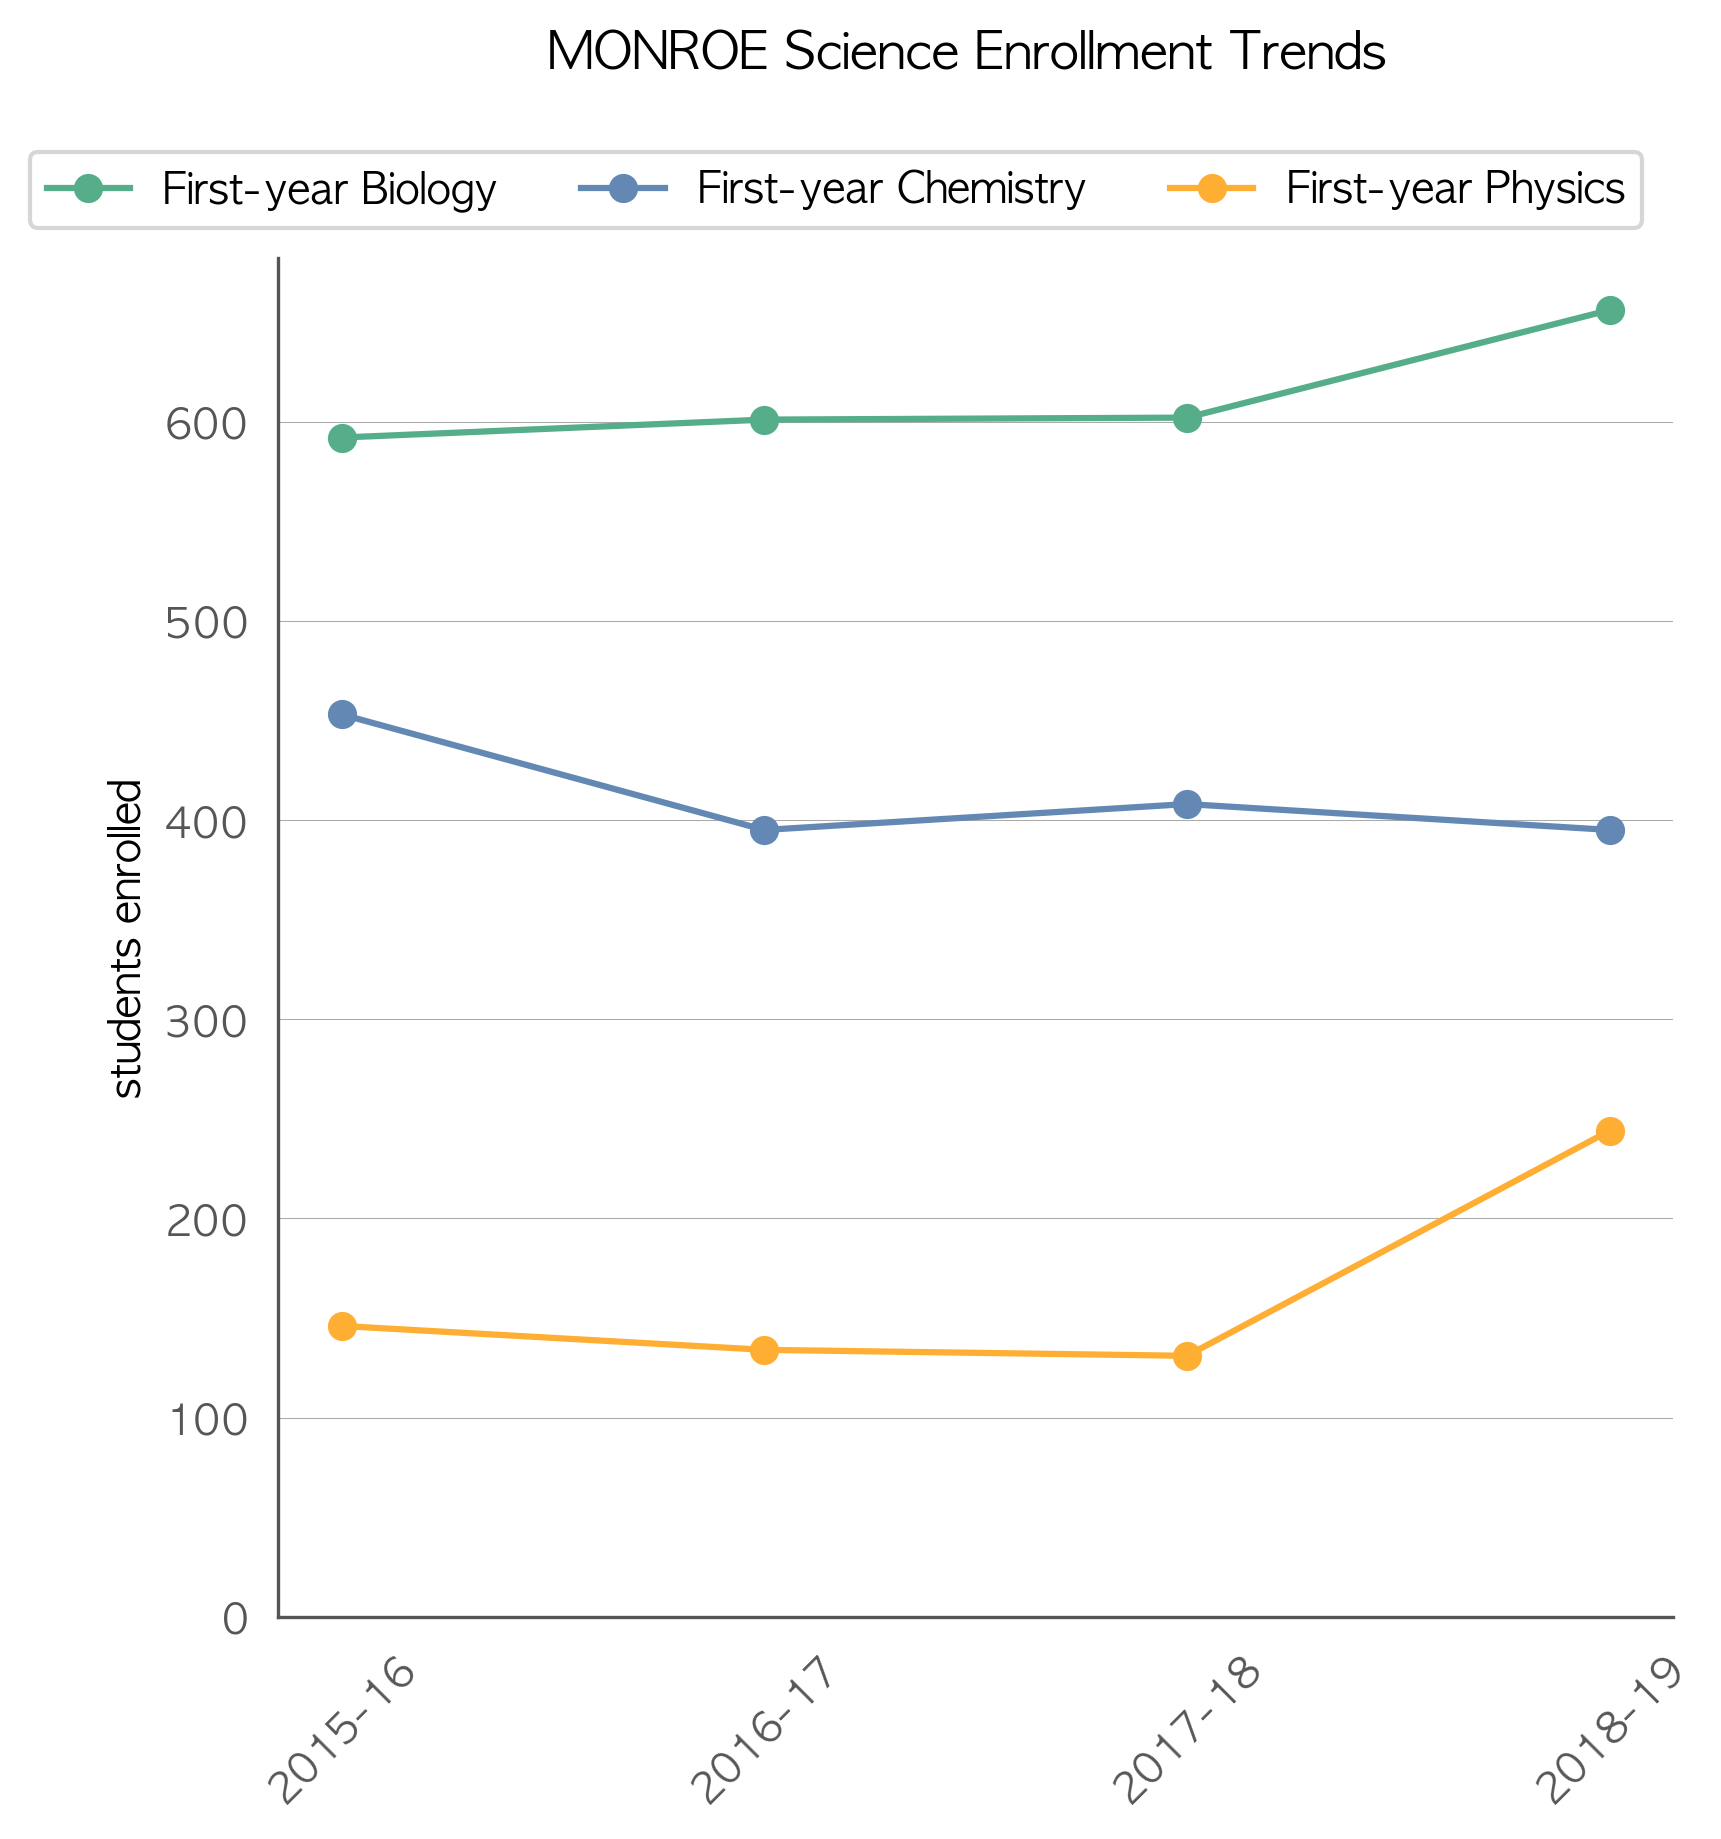 MONROE Science Enrollment Trends
First-year Biology First-year Chemistry First-year Physics
600
500
400
300
200
100
0
students enrolled
2015-16 2016-17 2017-18 2018-19